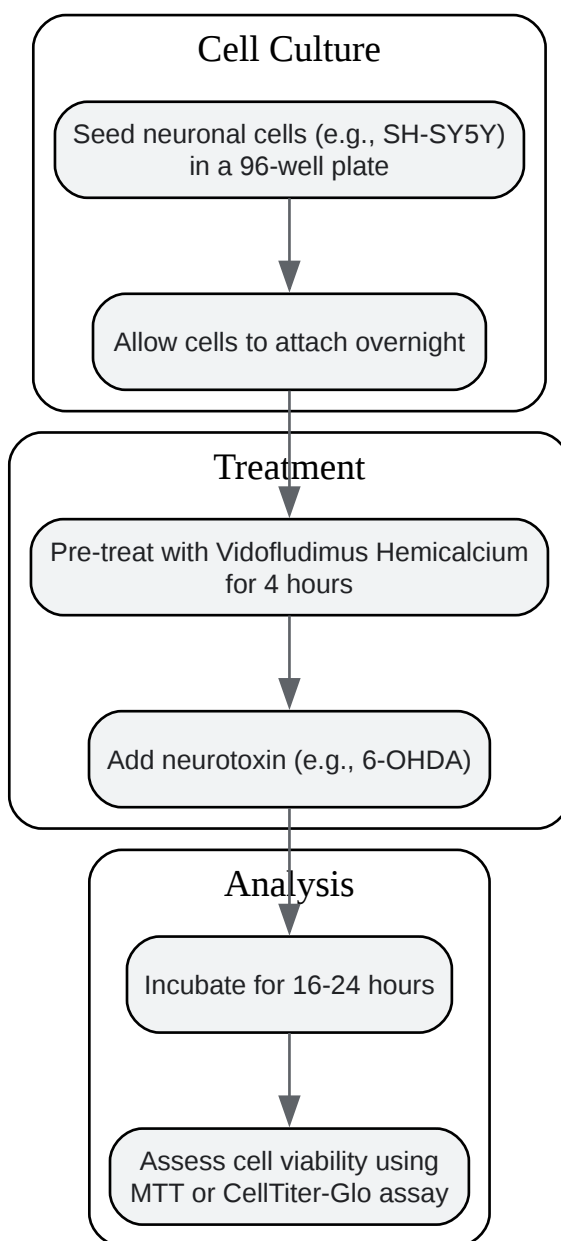 Cell Culture
Seed neuronal cells (e.g., SH-SY5Y)
in a 96-well plate
Allow cells to attach overnight
Treatment
Pre-treat with Vidofludimus Hemicalcium
for 4 hours
Add neurotoxin (e.g., 6-OHDA)
Analysis
Incubate for 16-24 hours
Assess cell viability using
MTT or CellTiter-Glo assay